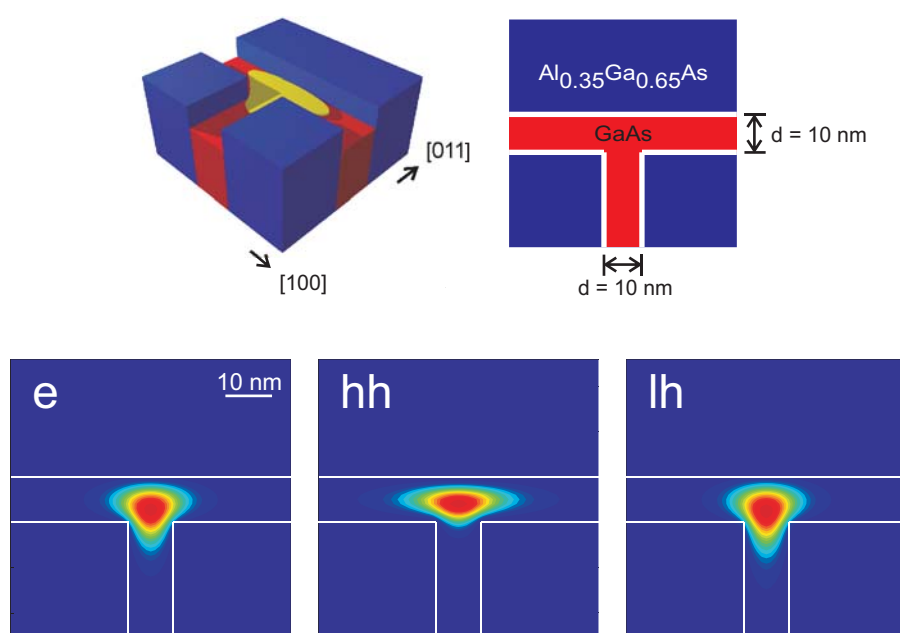 [011]
[100]
Al0.35Ga0.65As
GaAs
d = 10 nm
d = 10 nm
e
10 nm
hh
lh